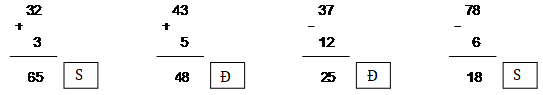 32 43 37 78
+ + – –
3 5 12 6
65 S 48 Đ 25 Đ 18 S